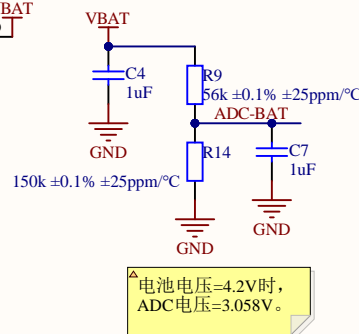 BAT
VBAT
C4
1uF
R9
56k ±0.1% ±25ppm/℃
ADC-BAT
GND
R14
C7
1uF
150k ±0.1% ±25ppm/℃
GND
GND
电池电压=4.2V时，
ADC电压=3.058V。